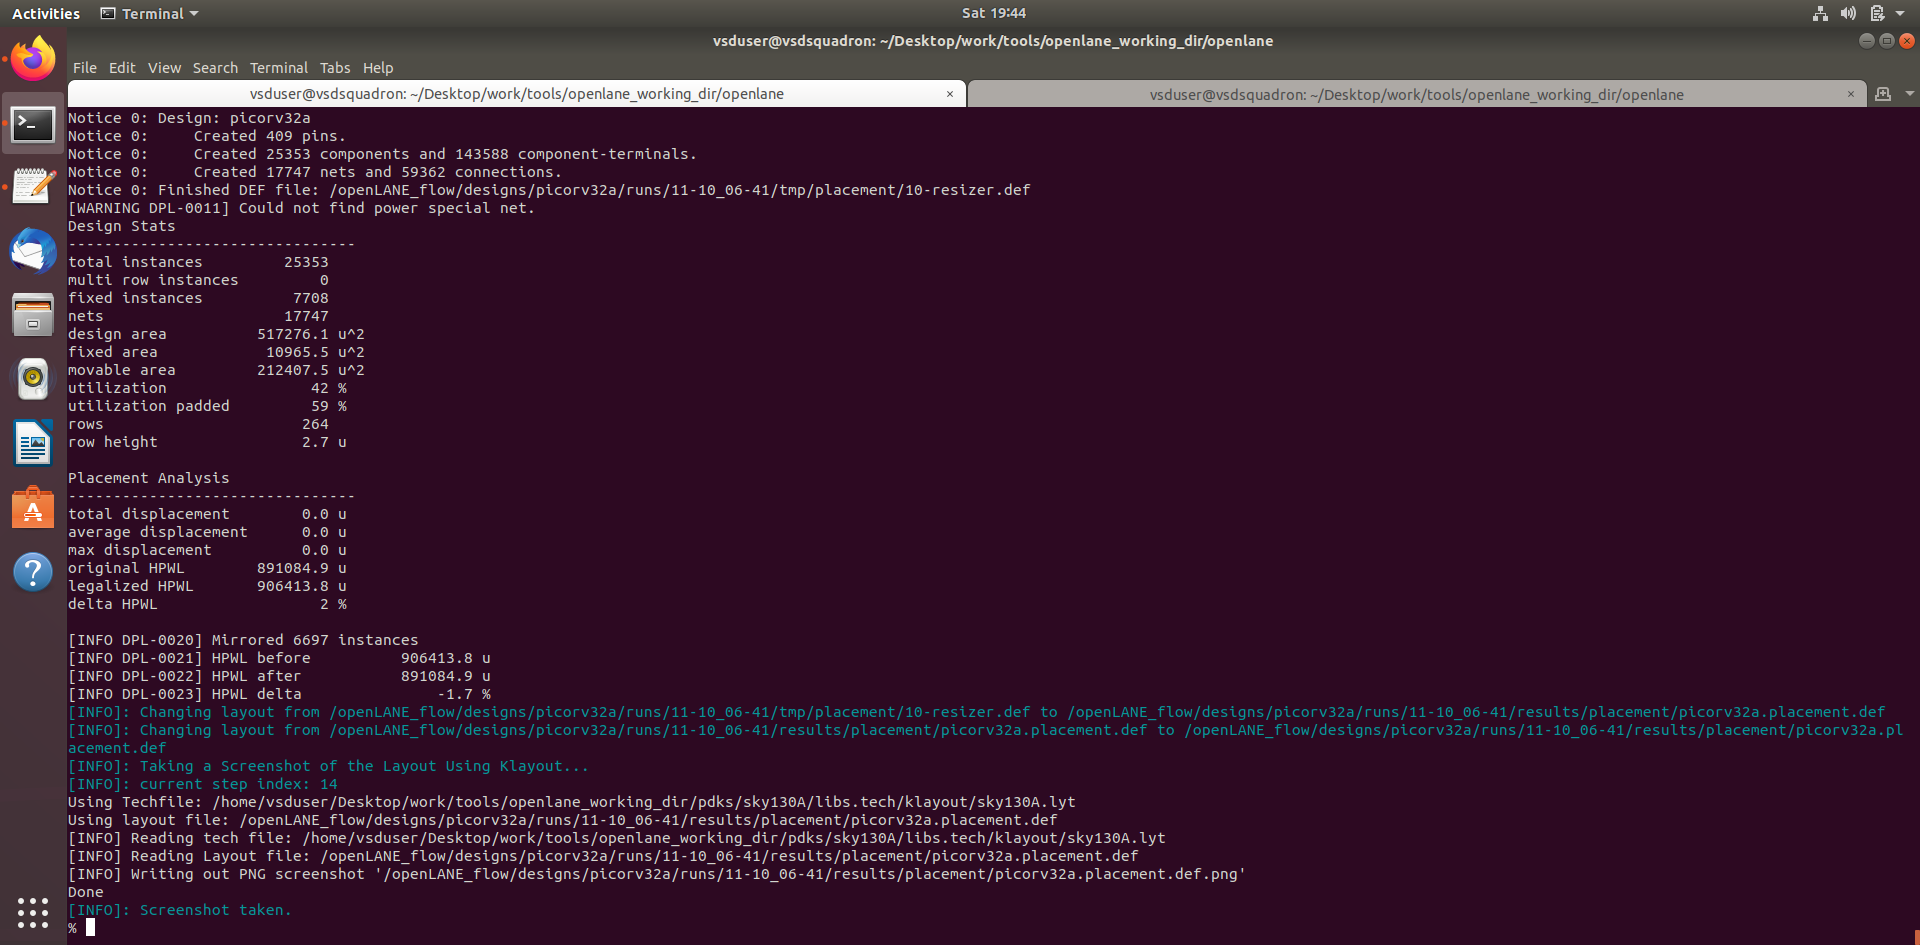 Activities
Terminal
Sat 19:44
vsduser@vsdsquadron: ~/Desktop/work/tools/openlane_working_dir/openlane
File Edit View Search Terminal Tabs Help
vsduser@vsdsquadron: ~/Desktop/work/tools/openlane_working_dir/openlane ×
vsduser@vsdsquadron: ~/Desktop/work/tools/openlane_working_dir/openlane ×
Notice 0: Design: picorv32a
Notice 0:     Created 409 pins.
Notice 0:     Created 25353 components and 143588 component-terminals.
Notice 0:     Created 17747 nets and 59362 connections.
Notice 0: Finished DEF file: /openLANE_flow/designs/picorv32a/runs/11-10_06-41/tmp/placement/10-resizer.def
[WARNING DPL-0011] Could not find power special net.
Design Stats
--------------------------------
total instances         25353
multi row instances         0
fixed instances          7708
nets                    17747
design area          517276.1 u^2
fixed area            10965.5 u^2
movable area         212407.5 u^2
utilization                42 %
utilization padded         59 %
rows                      264
row height                2.7 u
Placement Analysis
--------------------------------
total displacement        0.0 u
average displacement      0.0 u
max displacement          0.0 u
original HPWL        891084.9 u
legalized HPWL       906413.8 u
delta HPWL                  2 %
[INFO DPL-0020] Mirrored 6697 instances
[INFO DPL-0021] HPWL before          906413.8 u
[INFO DPL-0022] HPWL after           891084.9 u
[INFO DPL-0023] HPWL delta               -1.7 %
[INFO]: Changing layout from /openLANE_flow/designs/picorv32a/runs/11-10_06-41/tmp/placement/10-resizer.def to /openLANE_flow/designs/picorv32a/runs/11-10_06-41/results/placement/picorv32a.placement.def
[INFO]: Changing layout from /openLANE_flow/designs/picorv32a/runs/11-10_06-41/results/placement/picorv32a.placement.def to /openLANE_flow/designs/picorv32a/runs/11-10_06-41/results/placement/picorv32a.pl
acement.def
[INFO]: Taking a Screenshot of the Layout Using Klayout...
[INFO]: current step index: 14
Using Techfile: /home/vsduser/Desktop/work/tools/openlane_working_dir/pdks/sky130A/libs.tech/klayout/sky130A.lyt
Using layout file: /openLANE_flow/designs/picorv32a/runs/11-10_06-41/results/placement/picorv32a.placement.def
[INFO] Reading tech file: /home/vsduser/Desktop/work/tools/openlane_working_dir/pdks/sky130A/libs.tech/klayout/sky130A.lyt
[INFO] Reading Layout file: /openLANE_flow/designs/picorv32a/runs/11-10_06-41/results/placement/picorv32a.placement.def
[INFO] Writing out PNG screenshot '/openLANE_flow/designs/picorv32a/runs/11-10_06-41/results/placement/picorv32a.placement.def.png'
Done
[INFO]: Screenshot taken.
%